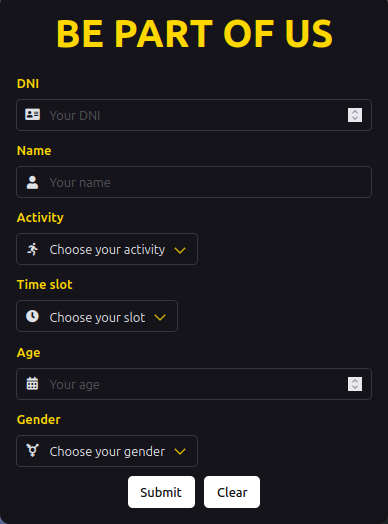 BE PART OF US
DNI
Your DNI
Name
Your name
Activity
Choose your activity
Time slot
Choose your slot
Age
Your age
Gender
Choose your gender
Submit Clear